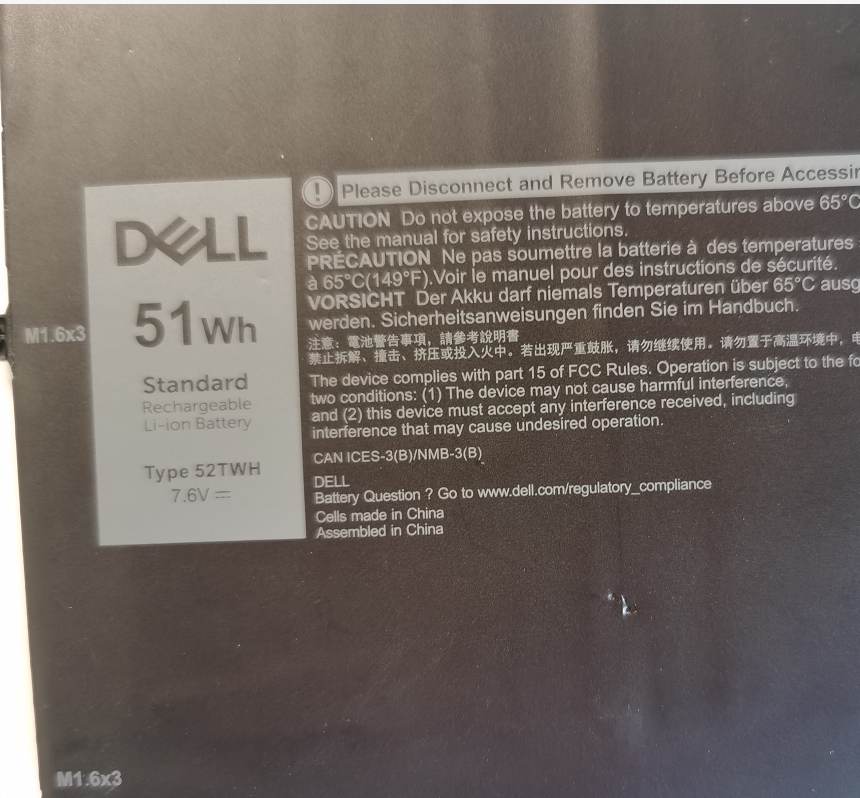 Please Disconnect and Remove Battery Before Accessin
DELL
51Wh
Standard
Rechargeable
Li-ion Battery
Type 52TWH
7.6V ⎓
CAUTION Do not expose the battery to temperatures above 65°C
See the manual for safety instructions.
PRÉCAUTION Ne pas soumettre la batterie à des temperatures
à 65°C(149°F).Voir le manuel pour des instructions de sécurité.
VORSICHT Der Akku darf niemals Temperaturen über 65°C ausg
werden. Sicherheitsanweisungen finden Sie im Handbuch.
注意：電池警告事項，請參考說明書
禁止拆解、撞击、挤压或投入火中。若出现严重鼓胀，请勿继续使用。请勿置于高温环境中，电
The device complies with part 15 of FCC Rules. Operation is subject to the fo
two conditions: (1) The device may not cause harmful interference,
and (2) this device must accept any interference received, including
interference that may cause undesired operation.
CAN ICES-3(B)/NMB-3(B)
DELL
Battery Question ? Go to www.dell.com/regulatory_compliance
Cells made in China
Assembled in China
M1.6x3
M1.6x3